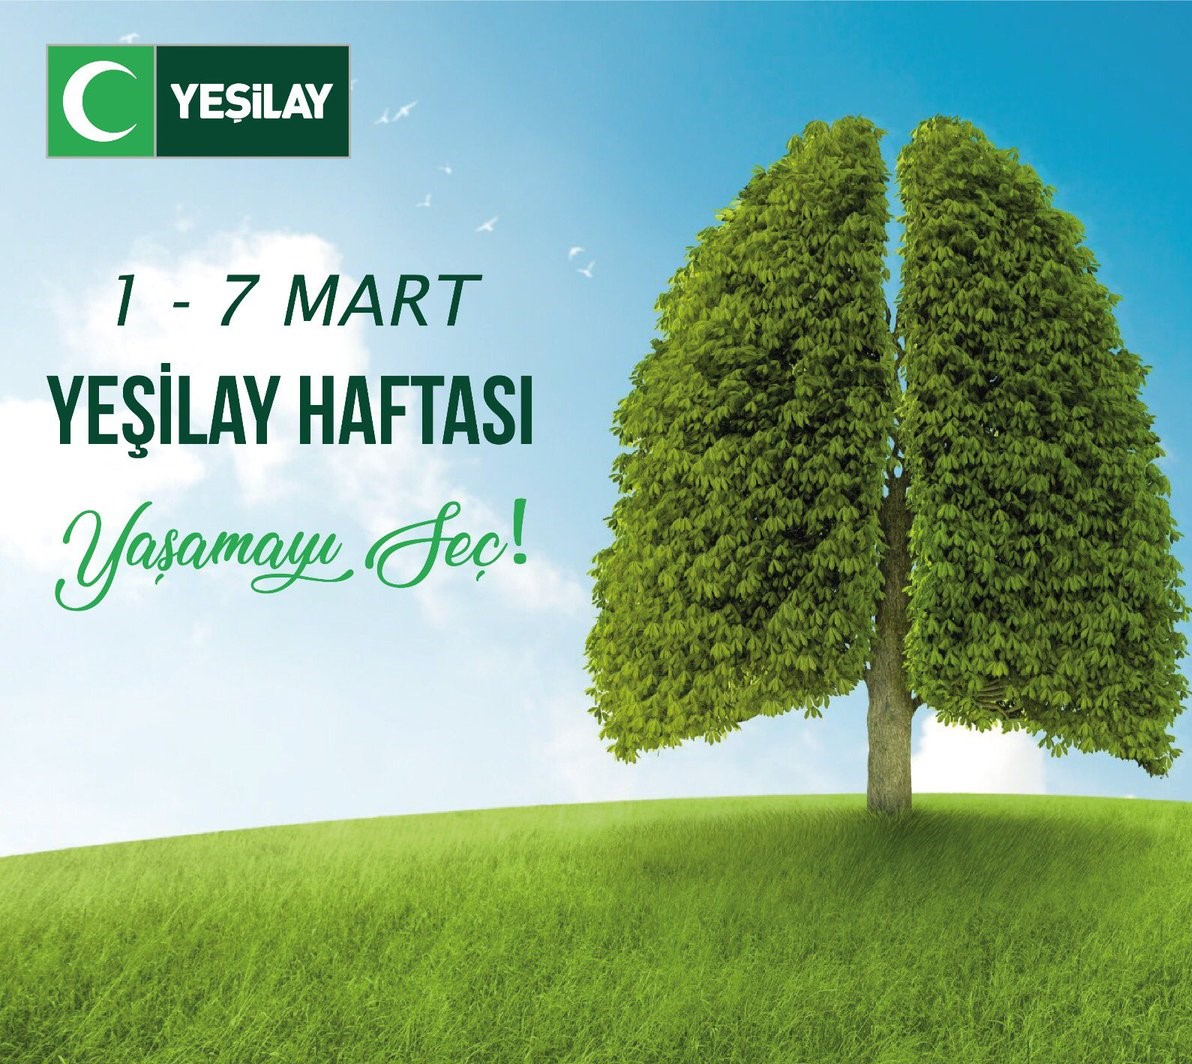 YEŞİLAY
1 - 7 MART
YEŞİLAY HAFTASI
Yaşamayı Seç!